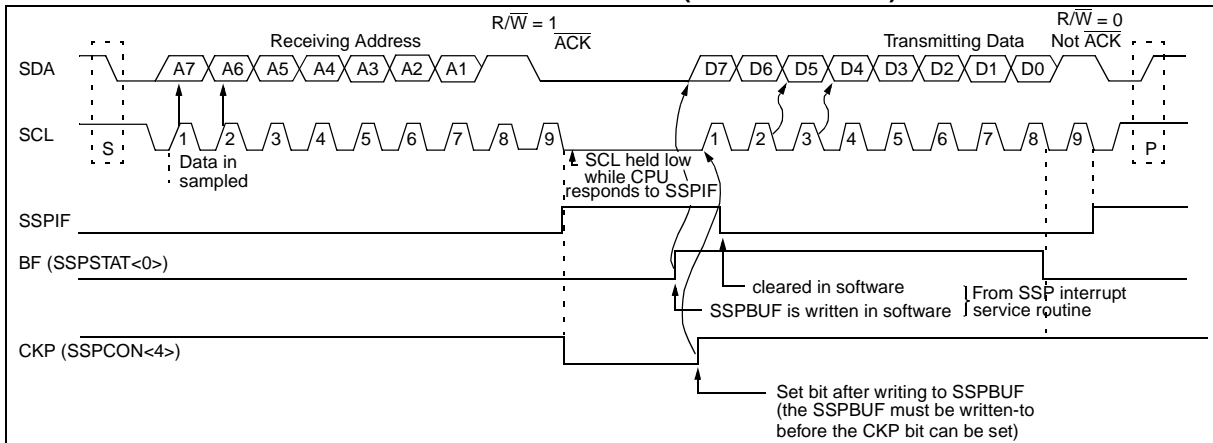 R/W = 1
ACK
R/W = 0
Not ACK
Receiving Address
Transmitting Data
SDA
A7 A6 A5 A4 A3 A2 A1
D7 D6 D5 D4 D3 D2 D1 D0
SCL
S
1 2 3 4 5 6 7 8 9
1 2 3 4 5 6 7 8 9
P
Data in
sampled
SCL held low
while CPU
responds to SSPIF
SSPIF
BF (SSPSTAT<0>)
cleared in software
SSPBUF is written in software
From SSP interrupt
service routine
CKP (SSPCON<4>)
Set bit after writing to SSPBUF
(the SSPBUF must be written-to
before the CKP bit can be set)